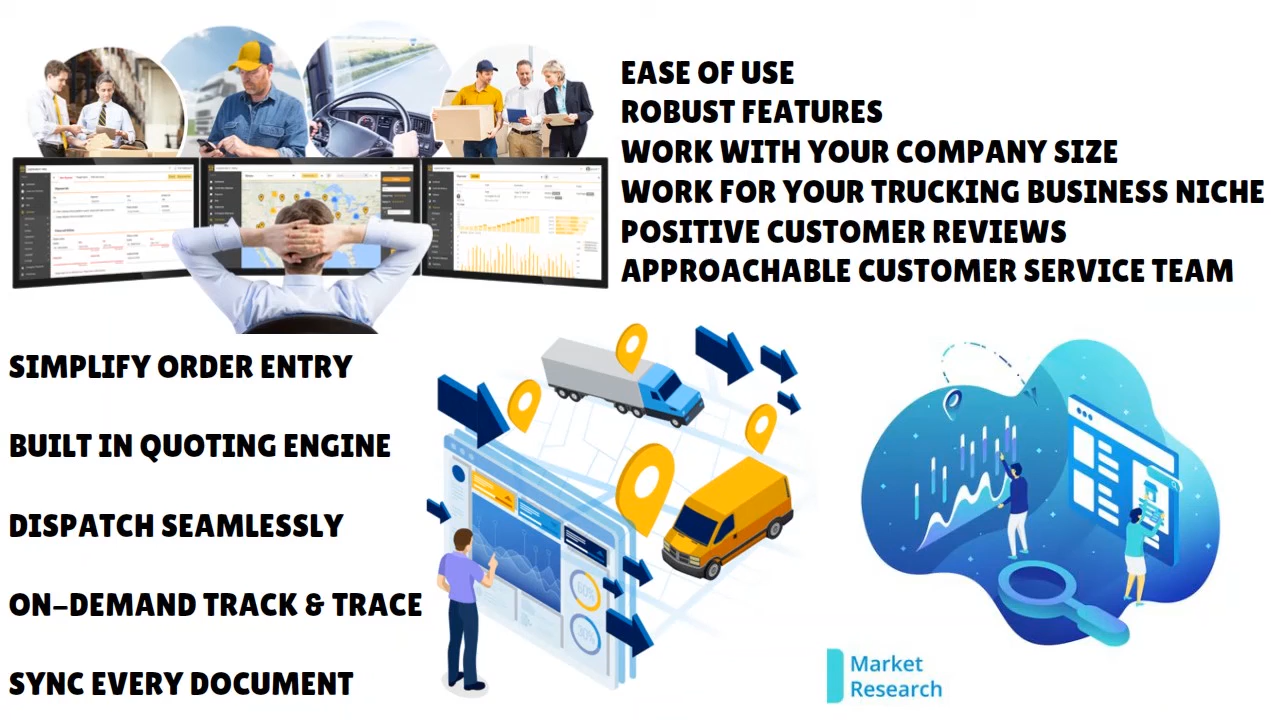 EASE OF USE
ROBUST FEATURES
WORK WITH YOUR COMPANY SIZE
WORK FOR YOUR TRUCKING BUSINESS NICHE
POSITIVE CUSTOMER REVIEWS
APPROACHABLE CUSTOMER SERVICE TEAM
SIMPLIFY ORDER ENTRY
BUILT IN QUOTING ENGINE
DISPATCH SEAMLESSLY
ON-DEMAND TRACK & TRACE
SYNC EVERY DOCUMENT
60%
30%
Market
Research